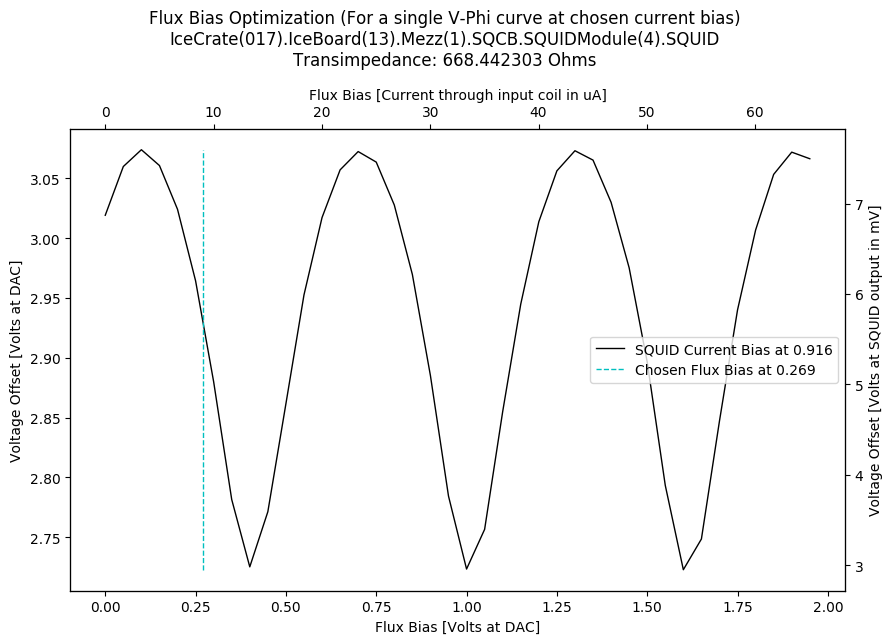 Flux Bias Optimization (For a single V-Phi curve at chosen current bias)
IceCrate(017).IceBoard(13).Mezz(1).SQCB.SQUIDModule(4).SQUID
Transimpedance: 668.442303 Ohms
Flux Bias [Current through input coil in uA]
0 10 20 30 40 50 60
Voltage Offset [Volts at DAC]
3.05
3.00
2.95
2.90
2.85
2.80
2.75
SQUID Current Bias at 0.916
Chosen Flux Bias at 0.269
7
6
5
4
3
Voltage Offset [Volts at SQUID output in mV]
0.00 0.25 0.50 0.75 1.00 1.25 1.50 1.75 2.00
Flux Bias [Volts at DAC]